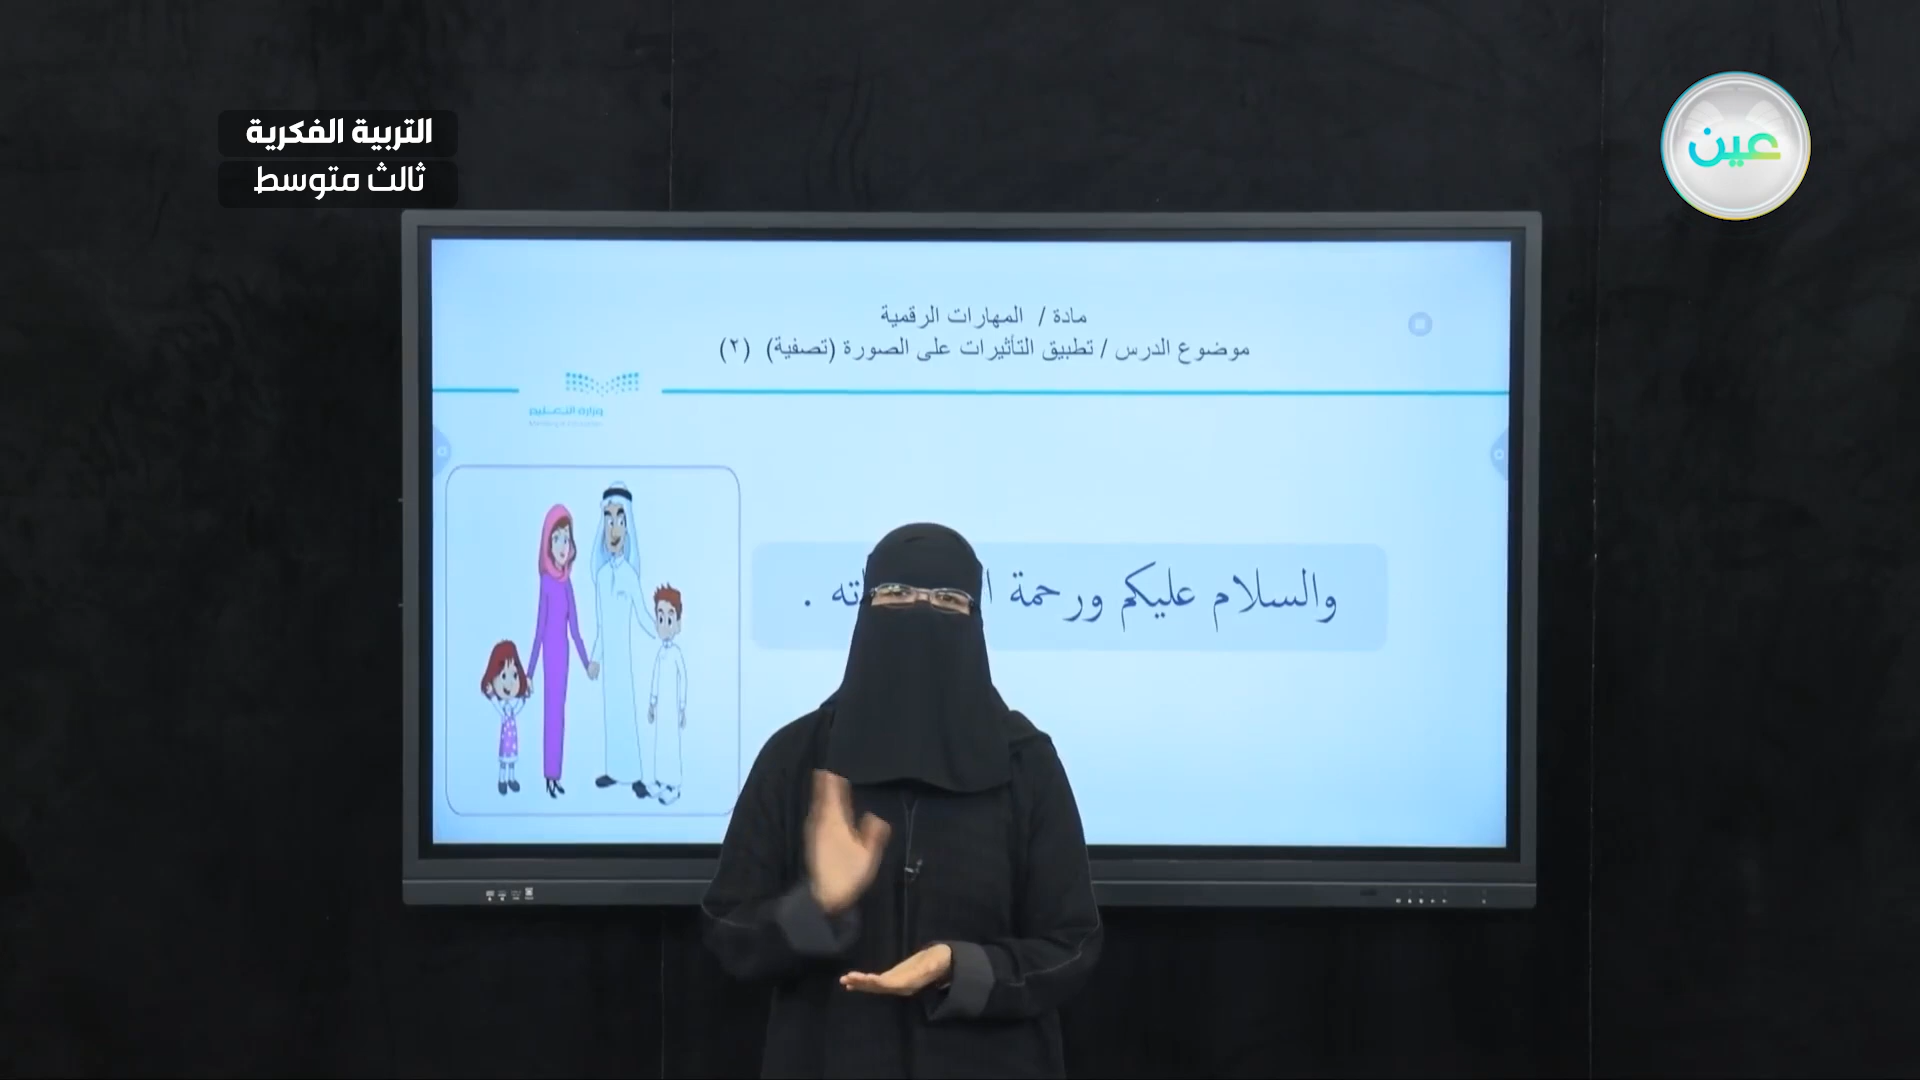 التربية الفكرية
ثالث متوسط
عين
مادة / المهارات الرقمية
موضوع الدرس / تطبيق التأثيرات على الصورة (تصفية) (٢)
وزارة التعليم
والسلام عليكم ورحمة